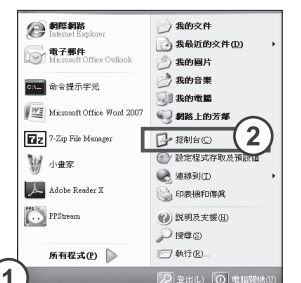 網際網路
Internet Explorer
電子郵件
Microsoft Office Outlook
命令提示字元
Microsoft Office Word 2007
7-Zip File Manager
小畫家
Adobe Reader X
PPStream
所有程式(P)
1
我的文件
我最近的文件(D)
我的圖片
我的音樂
我的電腦
網路上的芳鄰
控制台(C)
2
設定程式存取及預設值
連線到(T)
印表機和傳真
說明及支援(H)
搜尋(S)
執行(R)...
登出(L)
電腦關機(U)